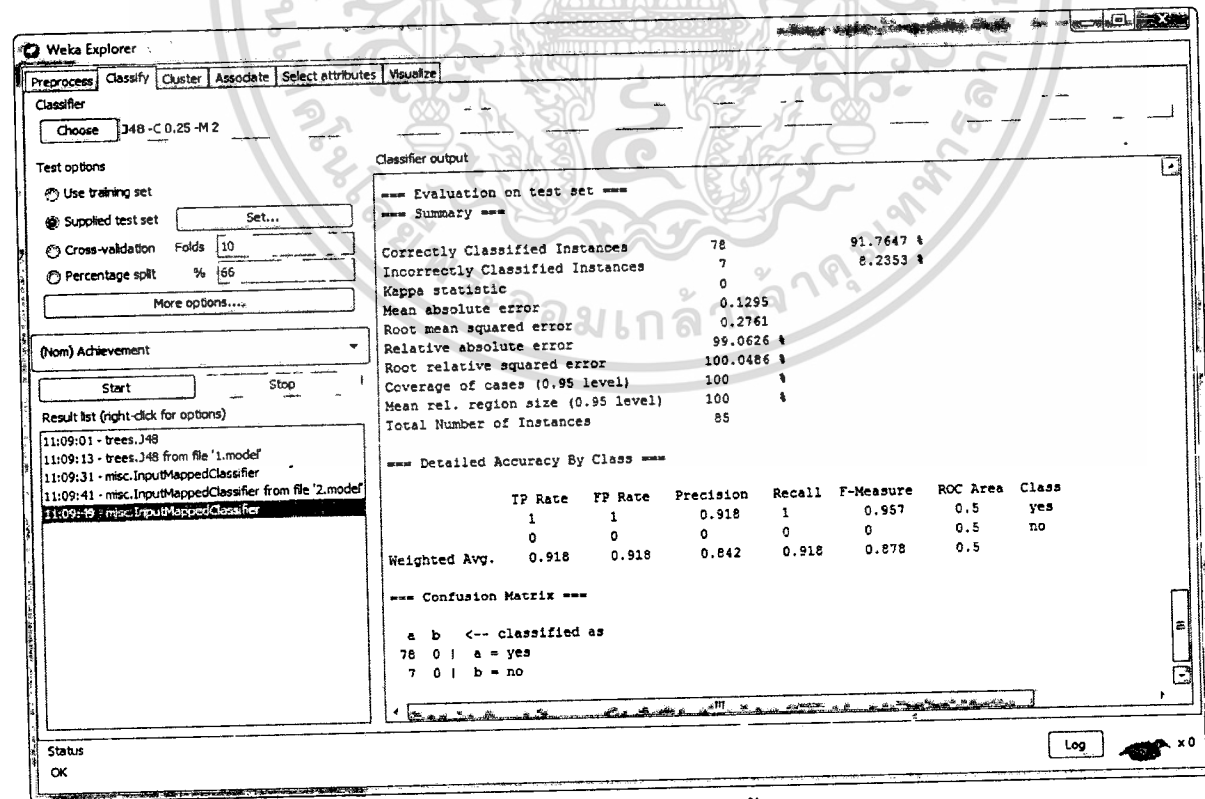 Weka Explorer
Preprocess Classify Cluster Associate Select attributes Visualize
Classifier
Choose J48 -C 0.25 -M 2
Test options
Use training set
Supplied test set Set...
Cross-validation Folds 10
Percentage split % 66
More options...
(Nom) Achievement
Start Stop
Result list (right-click for options)
11:09:01 - trees.J48
11:09:13 - trees.J48 from file '1.model'
11:09:31 - misc.InputMappedClassifier
11:09:41 - misc.InputMappedClassifier from file '2.model'
11:09:49 - misc.InputMappedClassifier
Classifier output
=== Evaluation on test set ===
=== Summary ===
Correctly Classified Instances 78 91.7647 %
Incorrectly Classified Instances 7 8.2353 %
Kappa statistic 0
Mean absolute error 0.1295
Root mean squared error 0.2761
Relative absolute error 99.0626 %
Root relative squared error 100.0486 %
Coverage of cases (0.95 level) 100 %
Mean rel. region size (0.95 level) 100 %
Total Number of Instances 85
=== Detailed Accuracy By Class ===
TP Rate FP Rate Precision Recall F-Measure ROC Area Class
1 1 0.918 1 0.957 0.5 yes
0 0 0 0 0 0.5 no
Weighted Avg. 0.918 0.918 0.842 0.918 0.878 0.5
=== Confusion Matrix ===
a b <-- classified as
78 0 | a = yes
7 0 | b = no
Status
OK
Log x 0